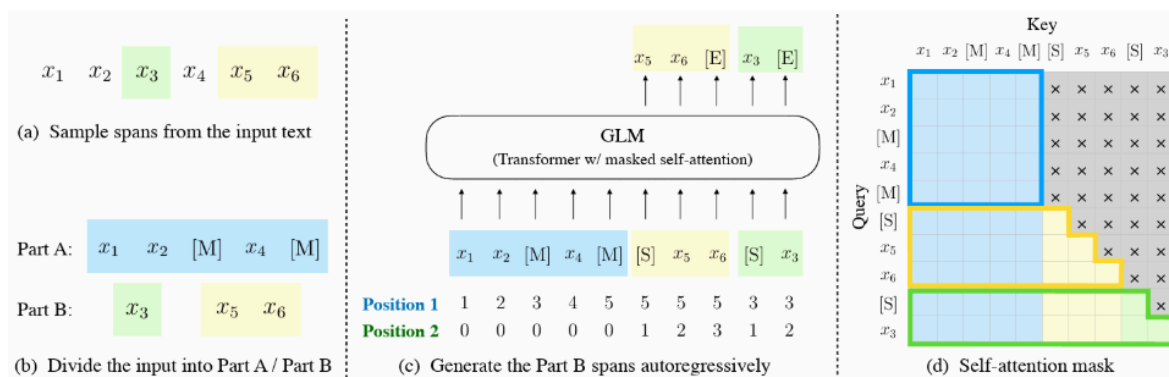 x1 x2 x3 x4 x5 x6
(a) Sample spans from the input text
Part A: x1 x2 [M] x4 [M]
Part B: x3 x5 x6
(b) Divide the input into Part A / Part B
x5 x6 [E] x3 [E]
GLM
(Transformer w/ masked self-attention)
x1 x2 [M] x4 [M] [S] x5 x6 [S] x3
Position 1 1 2 3 4 5 5 5 5 3 3
Position 2 0 0 0 0 0 1 2 3 1 2
(c) Generate the Part B spans autoregressively
Key
x1 x2 [M] x4 [M] [S] x5 x6 [S] x3
Query
x1 × × × × ×
x2 × × × × ×
[M] × × × × ×
x4 × × × × ×
[M] × × × × ×
[S] × × × ×
x5 × × ×
x6 × ×
[S] ×
x3
(d) Self-attention mask